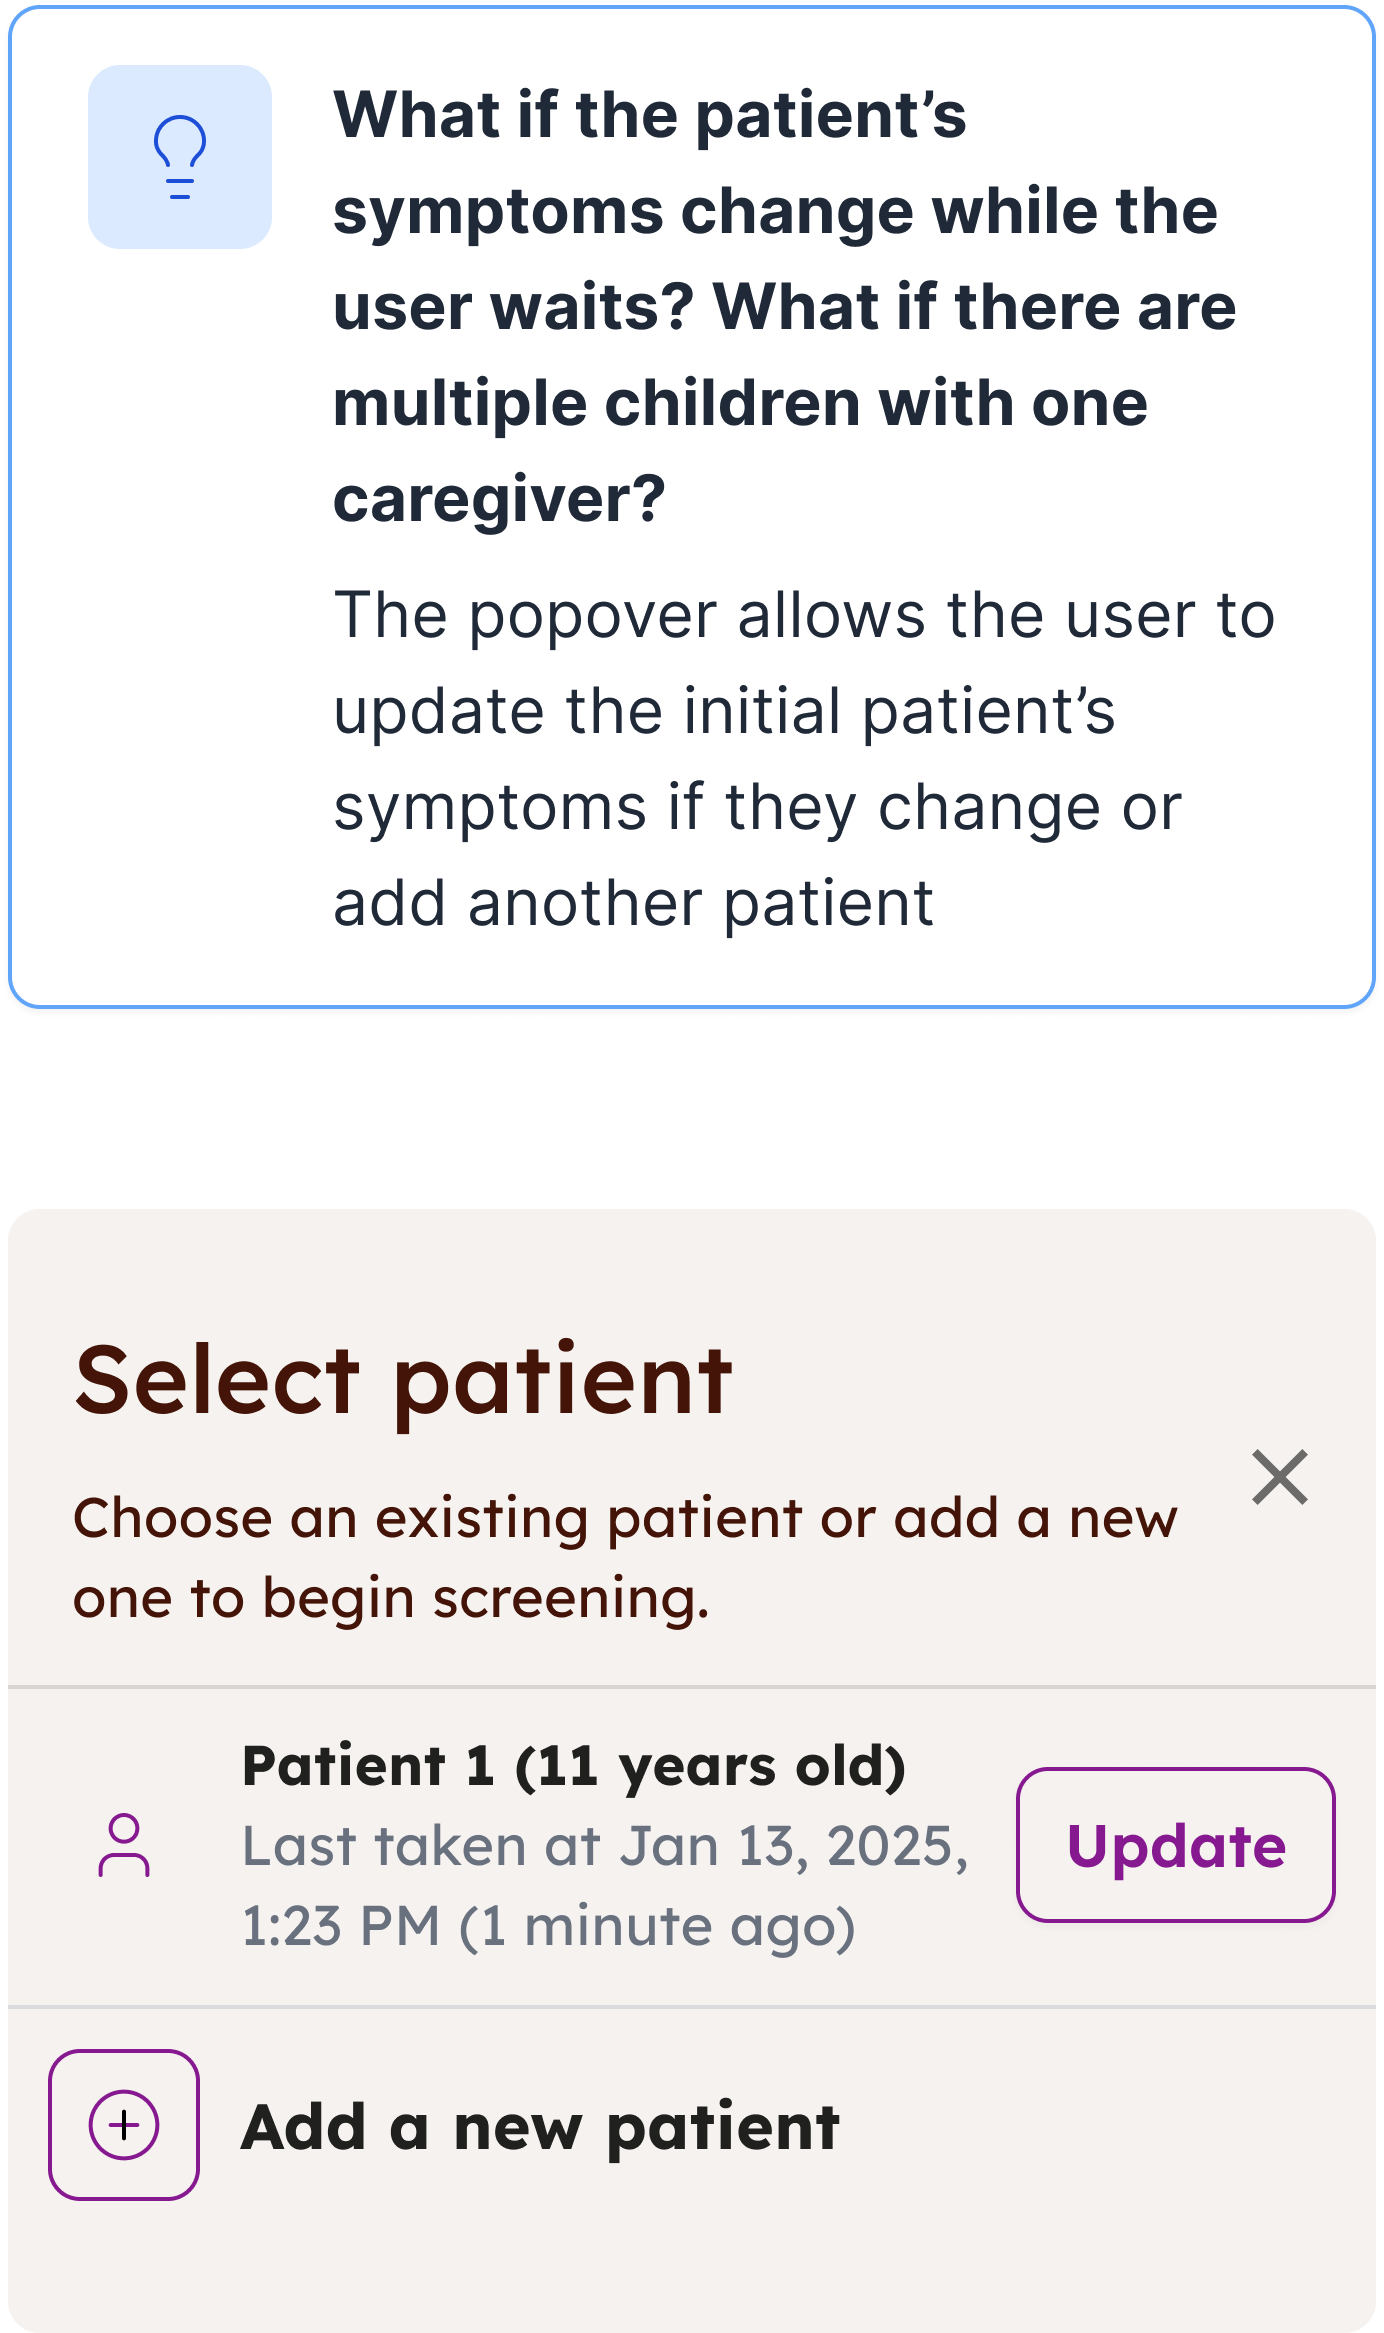 What if the patient’s
symptoms change while the
user waits? What if there are
multiple children with one
caregiver?
The popover allows the user to
update the initial patient’s
symptoms if they change or
add another patient
Select patient
Choose an existing patient or add a new
one to begin screening.
Patient 1 (11 years old)
Last taken at Jan 13, 2025,
1:23 PM (1 minute ago)
Update
Add a new patient